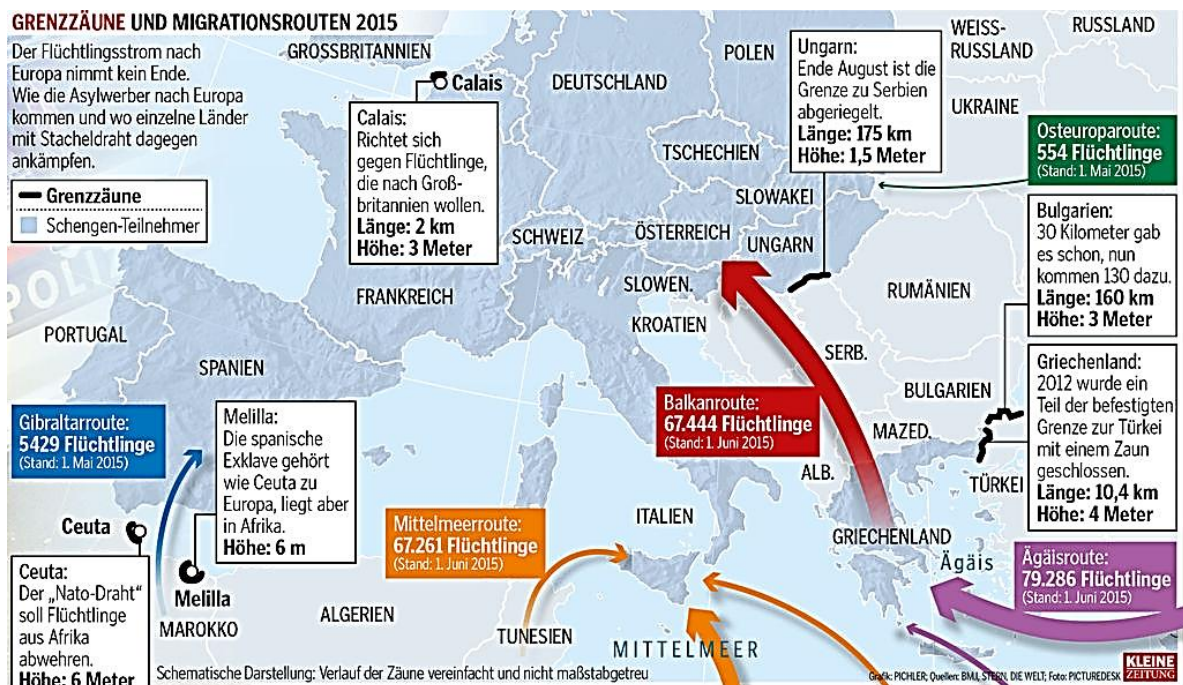 GRENZZÄUNE UND MIGRATIONSROUTEN 2015
Der Flüchtlingsstrom nach
Europa nimmt kein Ende.
Wie die Asylwerber nach Europa
kommen und wo einzelne Länder
mit Stacheldraht dagegen
ankämpfen.
Grenzzäune
Schengen-Teilnehmer
POLIZ
GROSSBRITANNIEN
Calais
Calais:
Richtet sich
gegen Flüchtlinge,
die nach Groß-
britannien wollen.
Länge: 2 km
Höhe: 3 Meter
DEUTSCHLAND
POLEN
WEISS-
RUSSLAND
RUSSLAND
UKRAINE
Ungarn:
Ende August ist die
Grenze zu Serbien
abgeriegelt.
Länge: 175 km
Höhe: 1,5 Meter
Osteuroparoute:
554 Flüchtlinge
(Stand: 1. Mai 2015)
TSCHECHIEN
SLOWAKEI
SCHWEIZ
ÖSTERREICH
UNGARN
SLOWEN.
FRANKREICH
KROATIEN
RUMÄNIEN
SERB.
BULGARIEN
MAZED.
ALB.
TÜRKEI
Bulgarien:
30 Kilometer gab
es schon, nun
kommen 130 dazu.
Länge: 160 km
Höhe: 3 Meter
Griechenland:
2012 wurde ein
Teil der befestigten
Grenze zur Türkei
mit einem Zaun
geschlossen.
Länge: 10,4 km
Höhe: 4 Meter
PORTUGAL
SPANIEN
Gibraltarroute:
5429 Flüchtlinge
(Stand: 1. Mai 2015)
Melilla:
Die spanische
Exklave gehört
wie Ceuta zu
Europa, liegt aber
in Afrika.
Höhe: 6 m
Balkanroute:
67.444 Flüchtlinge
(Stand: 1. Juni 2015)
Mittelmeerroute:
67.261 Flüchtlinge
(Stand: 1. Juni 2015)
ITALIEN
GRIECHENLAND
Ägäis
Ägäisroute:
79.286 Flüchtlinge
(Stand: 1. Juni 2015)
Ceuta
Ceuta:
Der „Nato-Draht“
soll Flüchtlinge
aus Afrika
abwehren.
Höhe: 6 Meter
Melilla
MAROKKO
ALGERIEN
TUNESIEN
MITTELMEER
Schematische Darstellung: Verlauf der Zäune vereinfacht und nicht maßstabgetreu
Grafik: PICHLER; Quellen: BMI, STERN, DIE WELT; Foto: PICTUREDESK
KLEINE
ZEITUNG